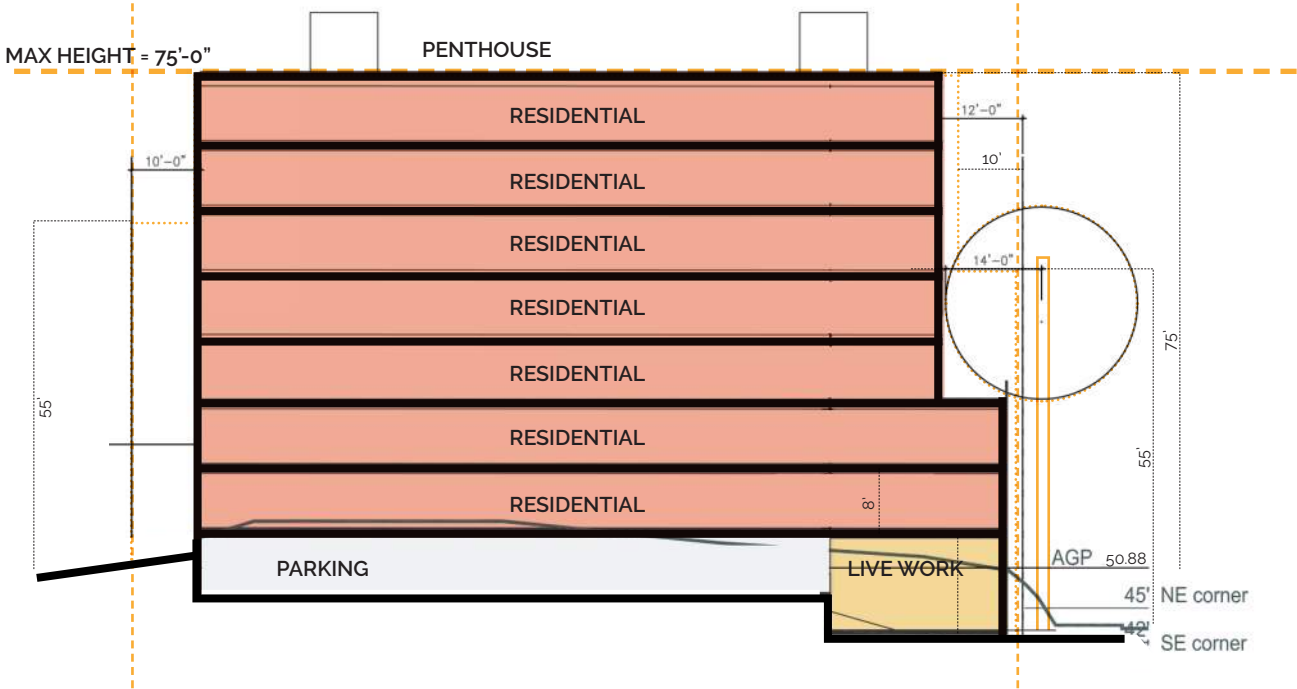 PENTHOUSE
MAX HEIGHT = 75'-0"
RESIDENTIAL
12'-0"
10'-0"
10'
RESIDENTIAL
RESIDENTIAL
14'-0"
RESIDENTIAL
75'
RESIDENTIAL
55'
RESIDENTIAL
55'
RESIDENTIAL
8'
PARKING
LIVE WORK
AGP 50.88
45' NE corner
42'
SE corner